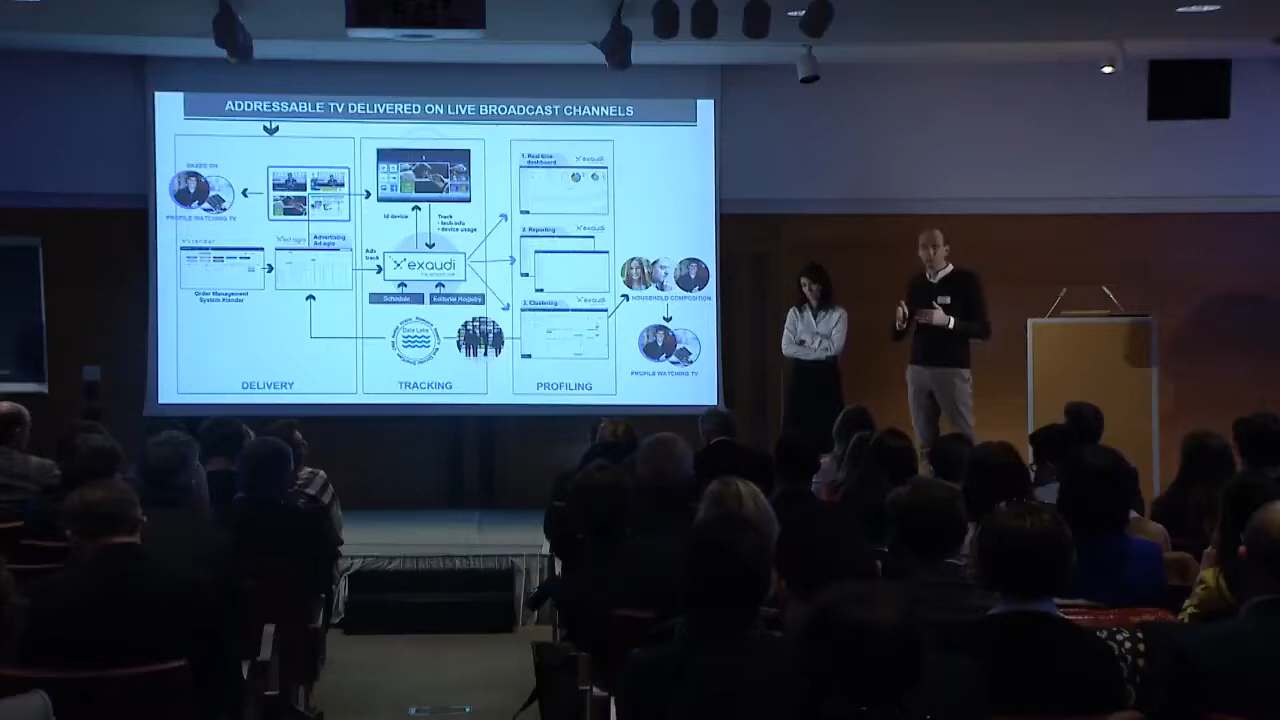 ADDRESSABLE TV DELIVERED ON LIVE BROADCAST CHANNELS
BASED ON
PROFILE WATCHING TV
Order Management
System
Advertising
Id device
Track
- tech-info
- device usage
Adv
track
exaudi
Schedule
Editorial Registry
Data Lake
DELIVERY
TRACKING
1. Real-time
dashboard
exaudi
2. Reporting
exaudi
3. Clustering
exaudi
PROFILING
HOUSEHOLD COMPOSITION
PROFILE WATCHING TV